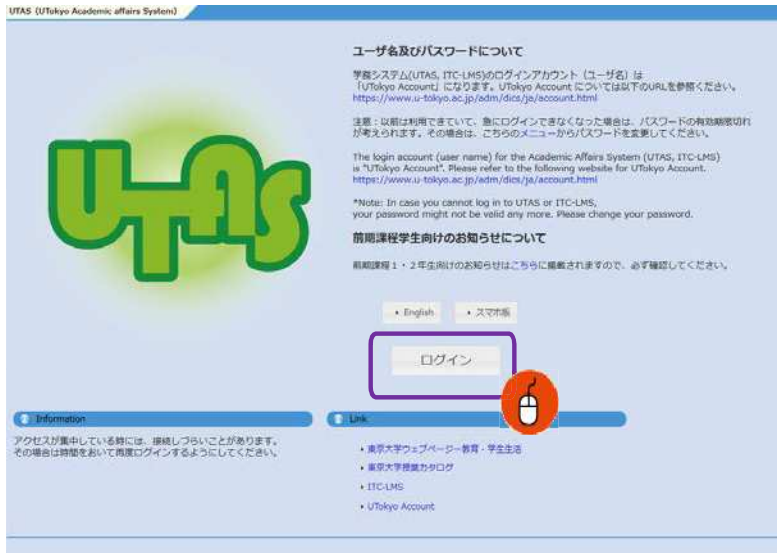 UTAS (UTokyo Academic affairs System)
UTAS
ユーザ名及びパスワードについて
学務システム(UTAS, ITC-LMS)のログインアカウント（ユーザ名）は
「UTokyo Account」になります。UTokyo Account については以下のURLを参照ください。
https://www.u-tokyo.ac.jp/adm/dics/ja/account.html
注意：以前は利用できていて、急にログインできなくなった場合は、パスワードの有効期限切れ
が考えられます。その場合は、こちらのメニューからパスワードを変更してください。
The login account (user name) for the Academic Affairs System (UTAS, ITC-LMS)
is "UTokyo Account". Please refer to the following website for UTokyo Account.
https://www.u-tokyo.ac.jp/adm/dics/ja/account.html
*Note: In case you cannot log in to UTAS or ITC-LMS,
your password might not be valid any more. Please change your password.
前期課程学生向けのお知らせについて
前期課程１・２年生向けのお知らせはこちらに掲載されますので、必ず確認してください。
English
スマホ版
ログイン
Information
アクセスが集中している時には、接続しづらいことがあります。
その場合は時間をおいて再度ログインするようにしてください。
Link
東京大学ウェブページー教育・学生生活
東京大学授業カタログ
ITC-LMS
UTokyo Account